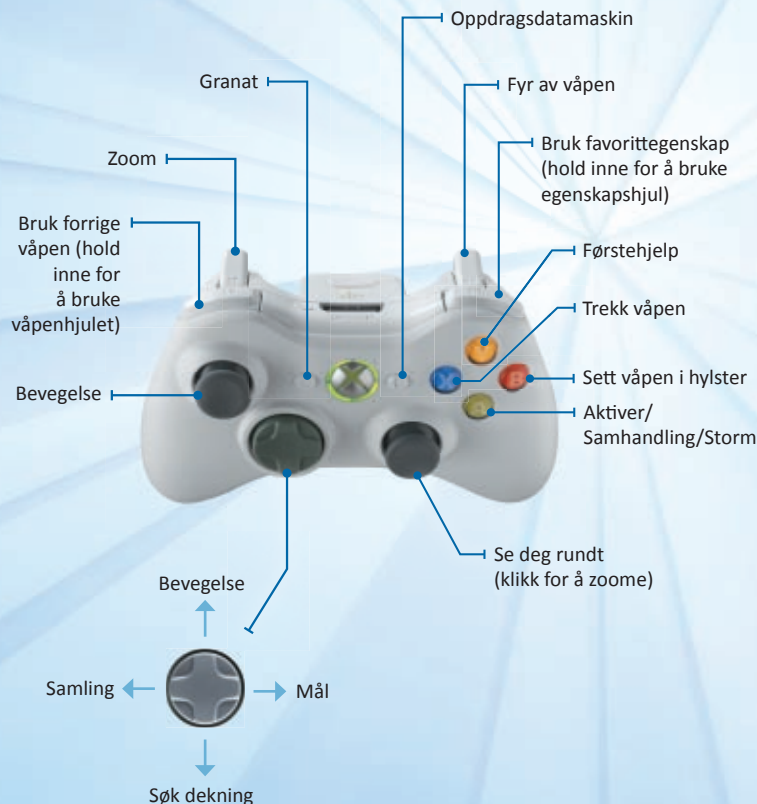 Oppdragsdatamaskin
Granat
Fyr av våpen
Zoom
Bruk favorittegenskap
(hold inne for å bruke
egenskapshjul)
Bruk forrige
våpen (hold
inne for
å bruke
våpenhjulet)
Førstehjelp
Trekk våpen
Bevegelse
Sett våpen i hylster
Aktiver/
Samhandling/Storm
X
B
Se deg rundt
(klikk for å zoome)
Bevegelse
Samling
Mål
Søk dekning